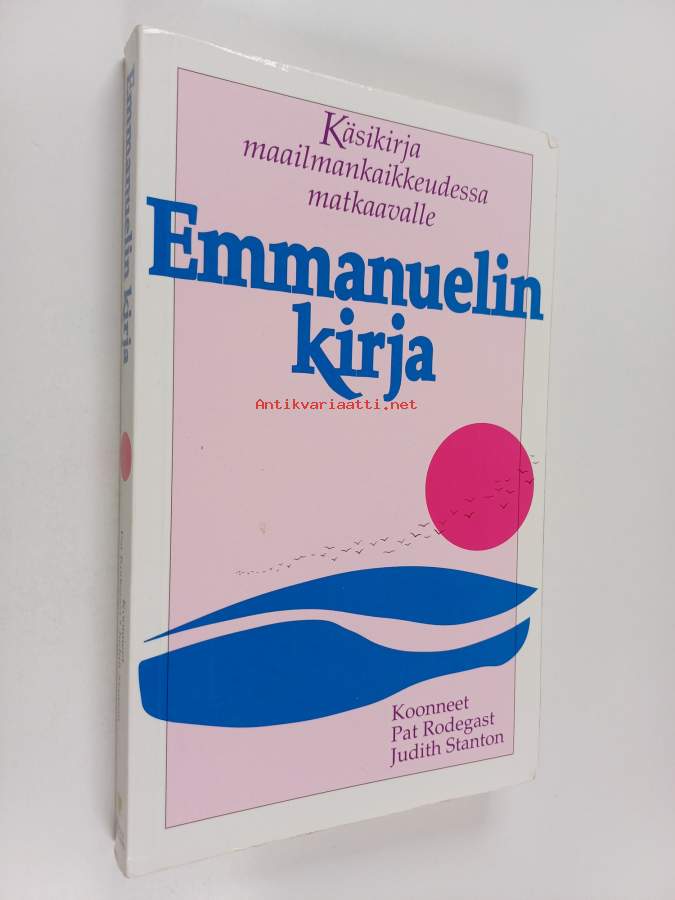 Käsikirja
maailmankaikkeudessa
matkaavalle
Emmanuelin
kirja
Antikvariaatti.net
Koonneet
Pat Rodegast
Judith Stanton
Emmanuelin kirja